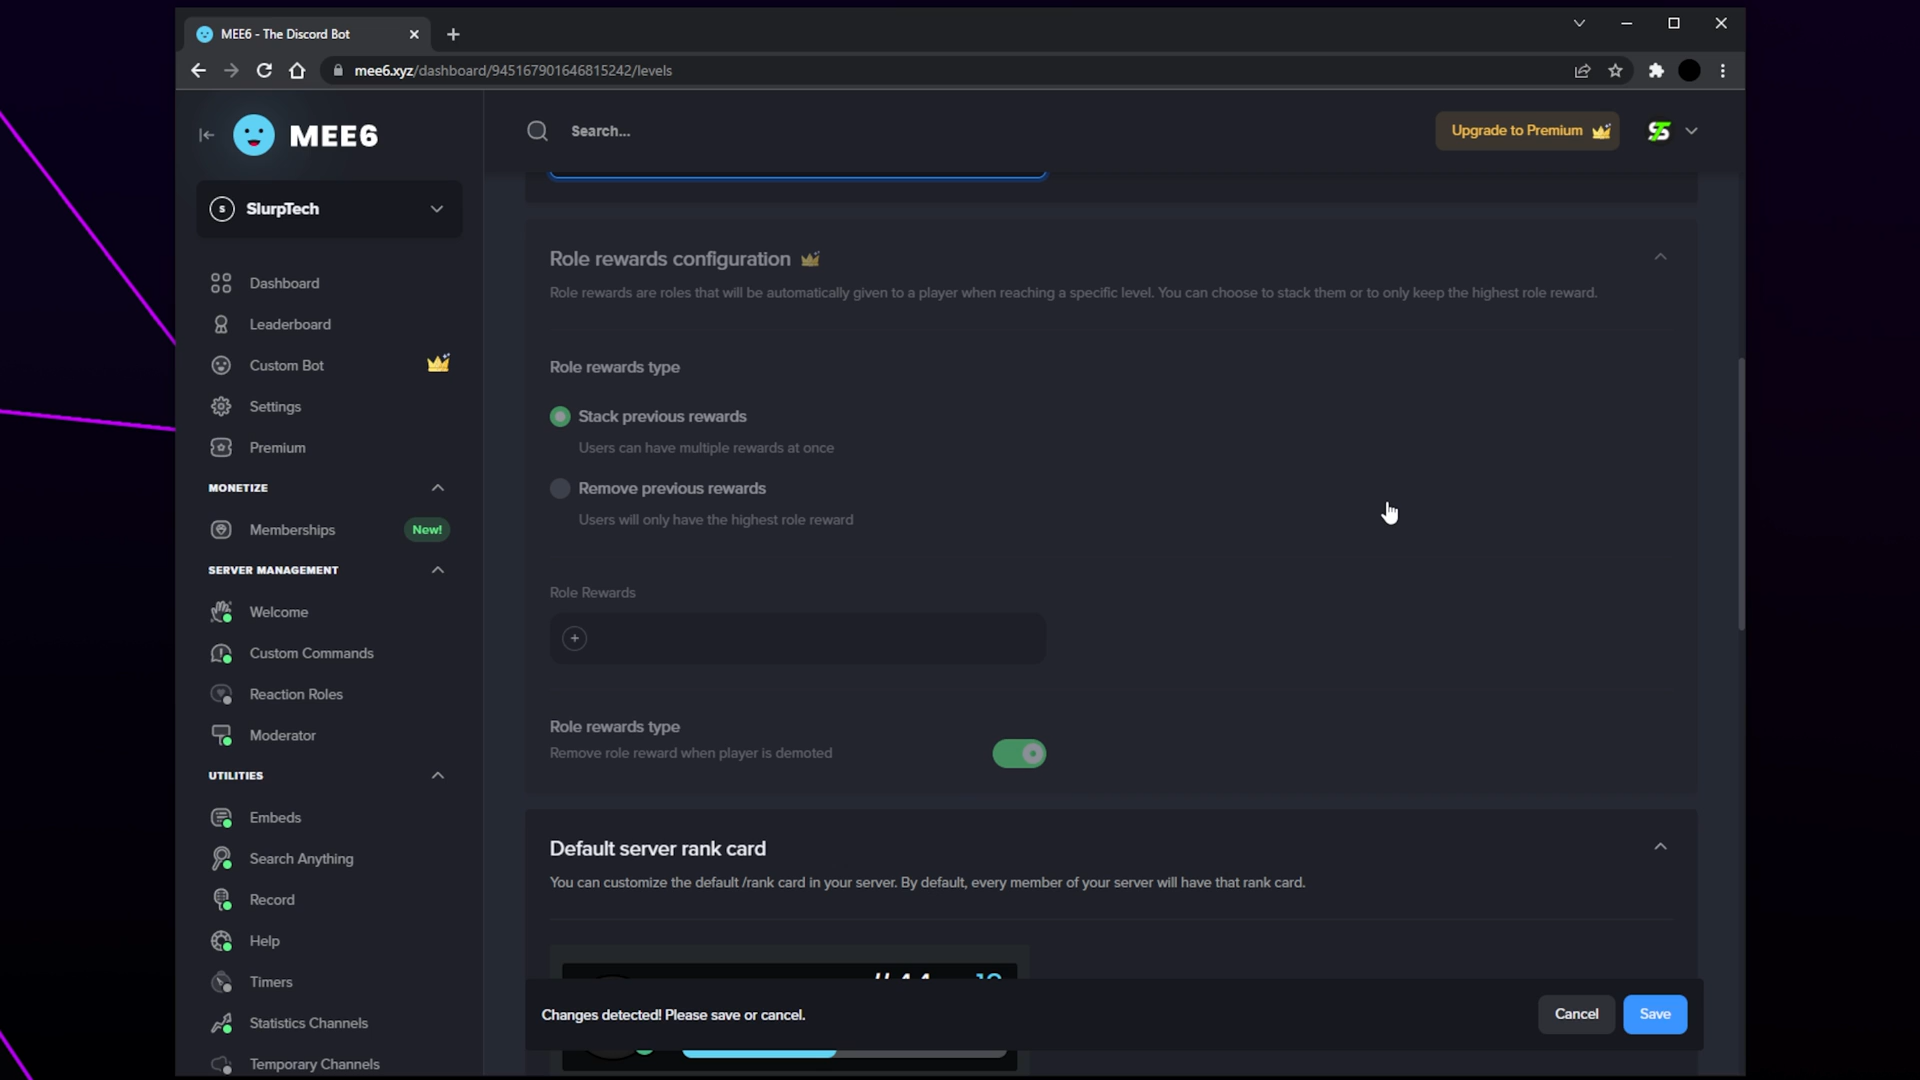 MEE6 - The Discord Bot
mee6.xyz/dashboard/945167901646815242/levels
MEE6
Search...
Upgrade to Premium
S SlurpTech
Dashboard
Leaderboard
Custom Bot
Settings
Premium
MONETIZE
Memberships New!
SERVER MANAGEMENT
Welcome
Custom Commands
Reaction Roles
Moderator
UTILITIES
Embeds
Search Anything
Record
Help
Timers
Statistics Channels
Temporary Channels
Role rewards configuration
Role rewards are roles that will be automatically given to a player when reaching a specific level. You can choose to stack them or to only keep the highest role reward.
Role rewards type
Stack previous rewards
Users can have multiple rewards at once
Remove previous rewards
Users will only have the highest role reward
Role Rewards
Role rewards type
Remove role reward when player is demoted
Default server rank card
You can customize the default /rank card in your server. By default, every member of your server will have that rank card.
Changes detected! Please save or cancel.
Cancel
Save